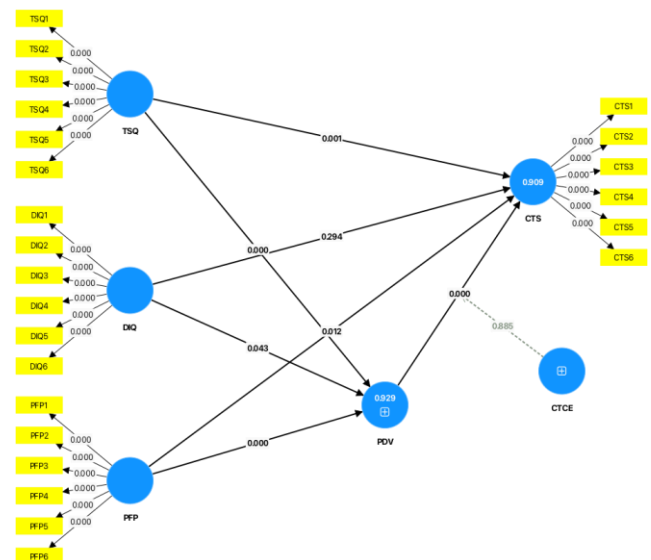 TSQ1
TSQ2
TSQ3
TSQ4
TSQ5
TSQ6
0.000
0.000
0.000
0.000
0.000
0.000
TSQ
DIQ1
DIQ2
DIQ3
DIQ4
DIQ5
DIQ6
0.000
0.000
0.000
0.000
0.000
0.000
DIQ
PFP1
PFP2
PFP3
PFP4
PFP5
PFP6
0.000
0.000
0.000
0.000
0.000
0.000
PFP
0.001
0.294
0.000
0.012
0.043
0.000
0.000
0.885
0.929
PDV
0.909
CTS
CTCE
0.000
0.000
0.000
0.000
0.000
0.000
CTS1
CTS2
CTS3
CTS4
CTS5
CTS6